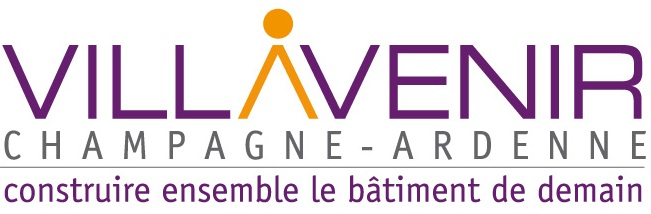 VILLAVENIR
CHAMPAGNE-ARDENNE
construire ensemble le bâtiment de demain